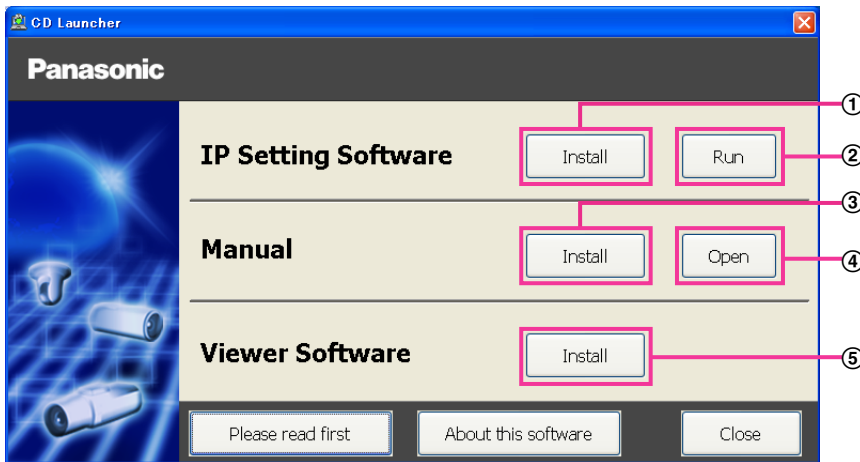 CD Launcher
Panasonic
①
IP Setting Software Install Run ②
③
Manual Install Open ④
Viewer Software Install ⑤
Please read first About this software Close